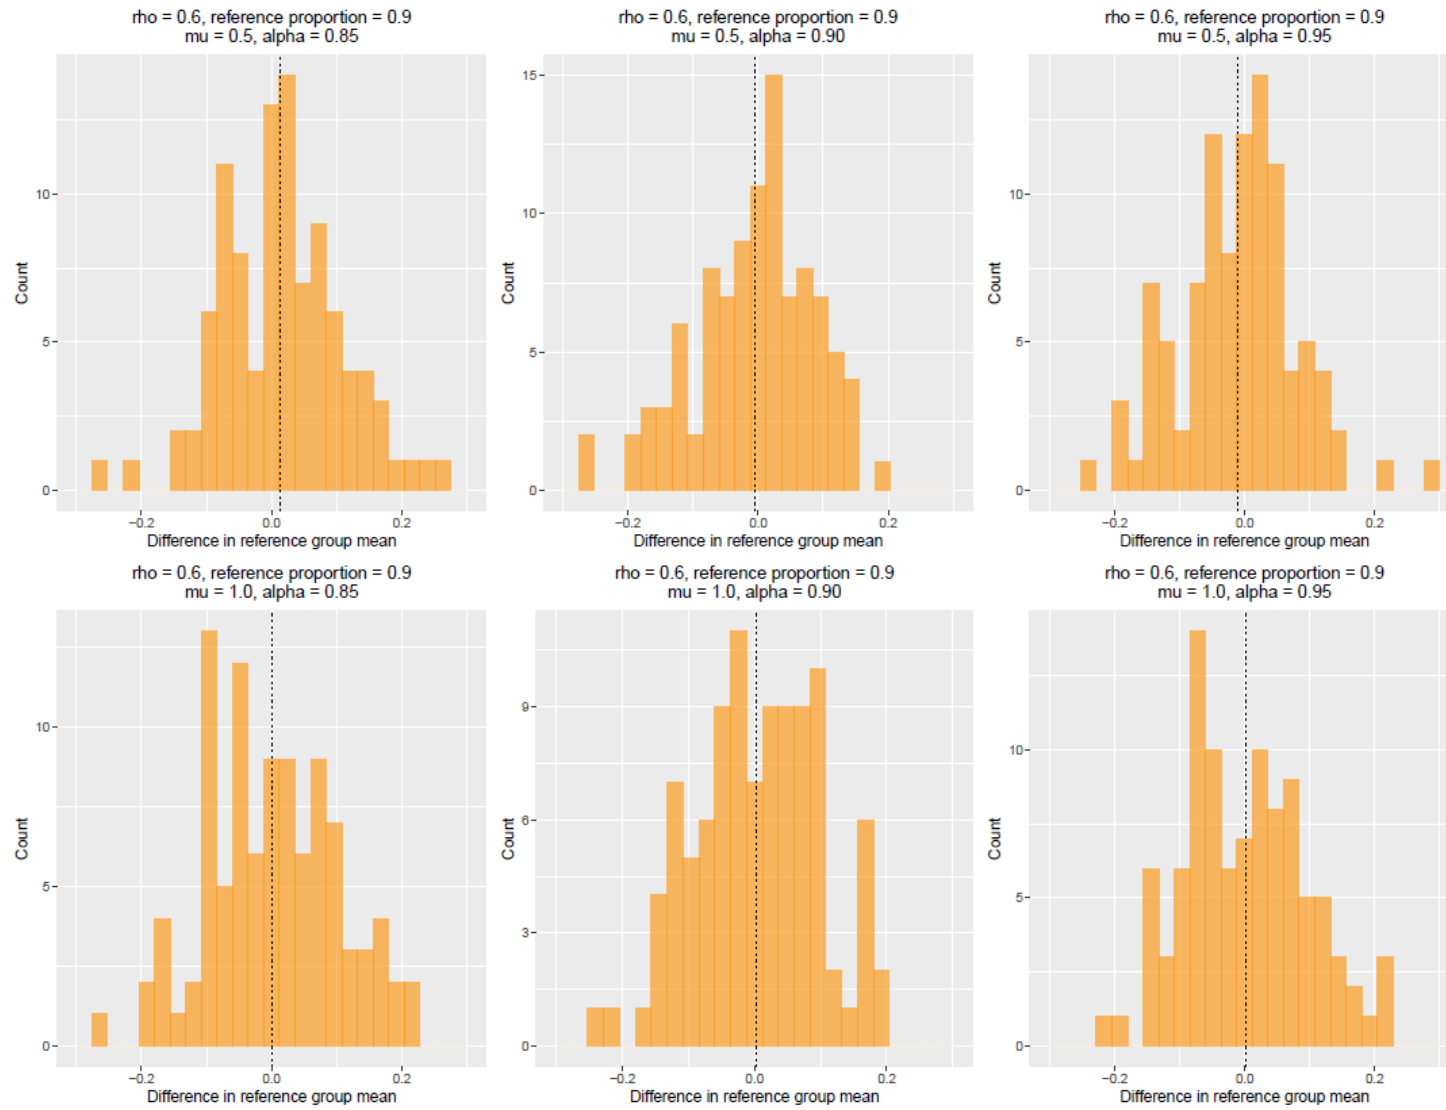 rho = 0.6, reference proportion = 0.9
mu = 0.5, alpha = 0.85
Count
10
5
0
−0.2
0.0
0.2
Difference in reference group mean
rho = 0.6, reference proportion = 0.9
mu = 0.5, alpha = 0.90
Count
15
10
5
0
−0.2
0.0
0.2
Difference in reference group mean
rho = 0.6, reference proportion = 0.9
mu = 0.5, alpha = 0.95
Count
10
5
0
−0.2
0.0
0.2
Difference in reference group mean
rho = 0.6, reference proportion = 0.9
mu = 1.0, alpha = 0.85
Count
10
5
0
−0.2
0.0
0.2
Difference in reference group mean
rho = 0.6, reference proportion = 0.9
mu = 1.0, alpha = 0.90
Count
9
6
3
0
−0.2
0.0
0.2
Difference in reference group mean
rho = 0.6, reference proportion = 0.9
mu = 1.0, alpha = 0.95
Count
10
5
0
−0.2
0.0
0.2
Difference in reference group mean